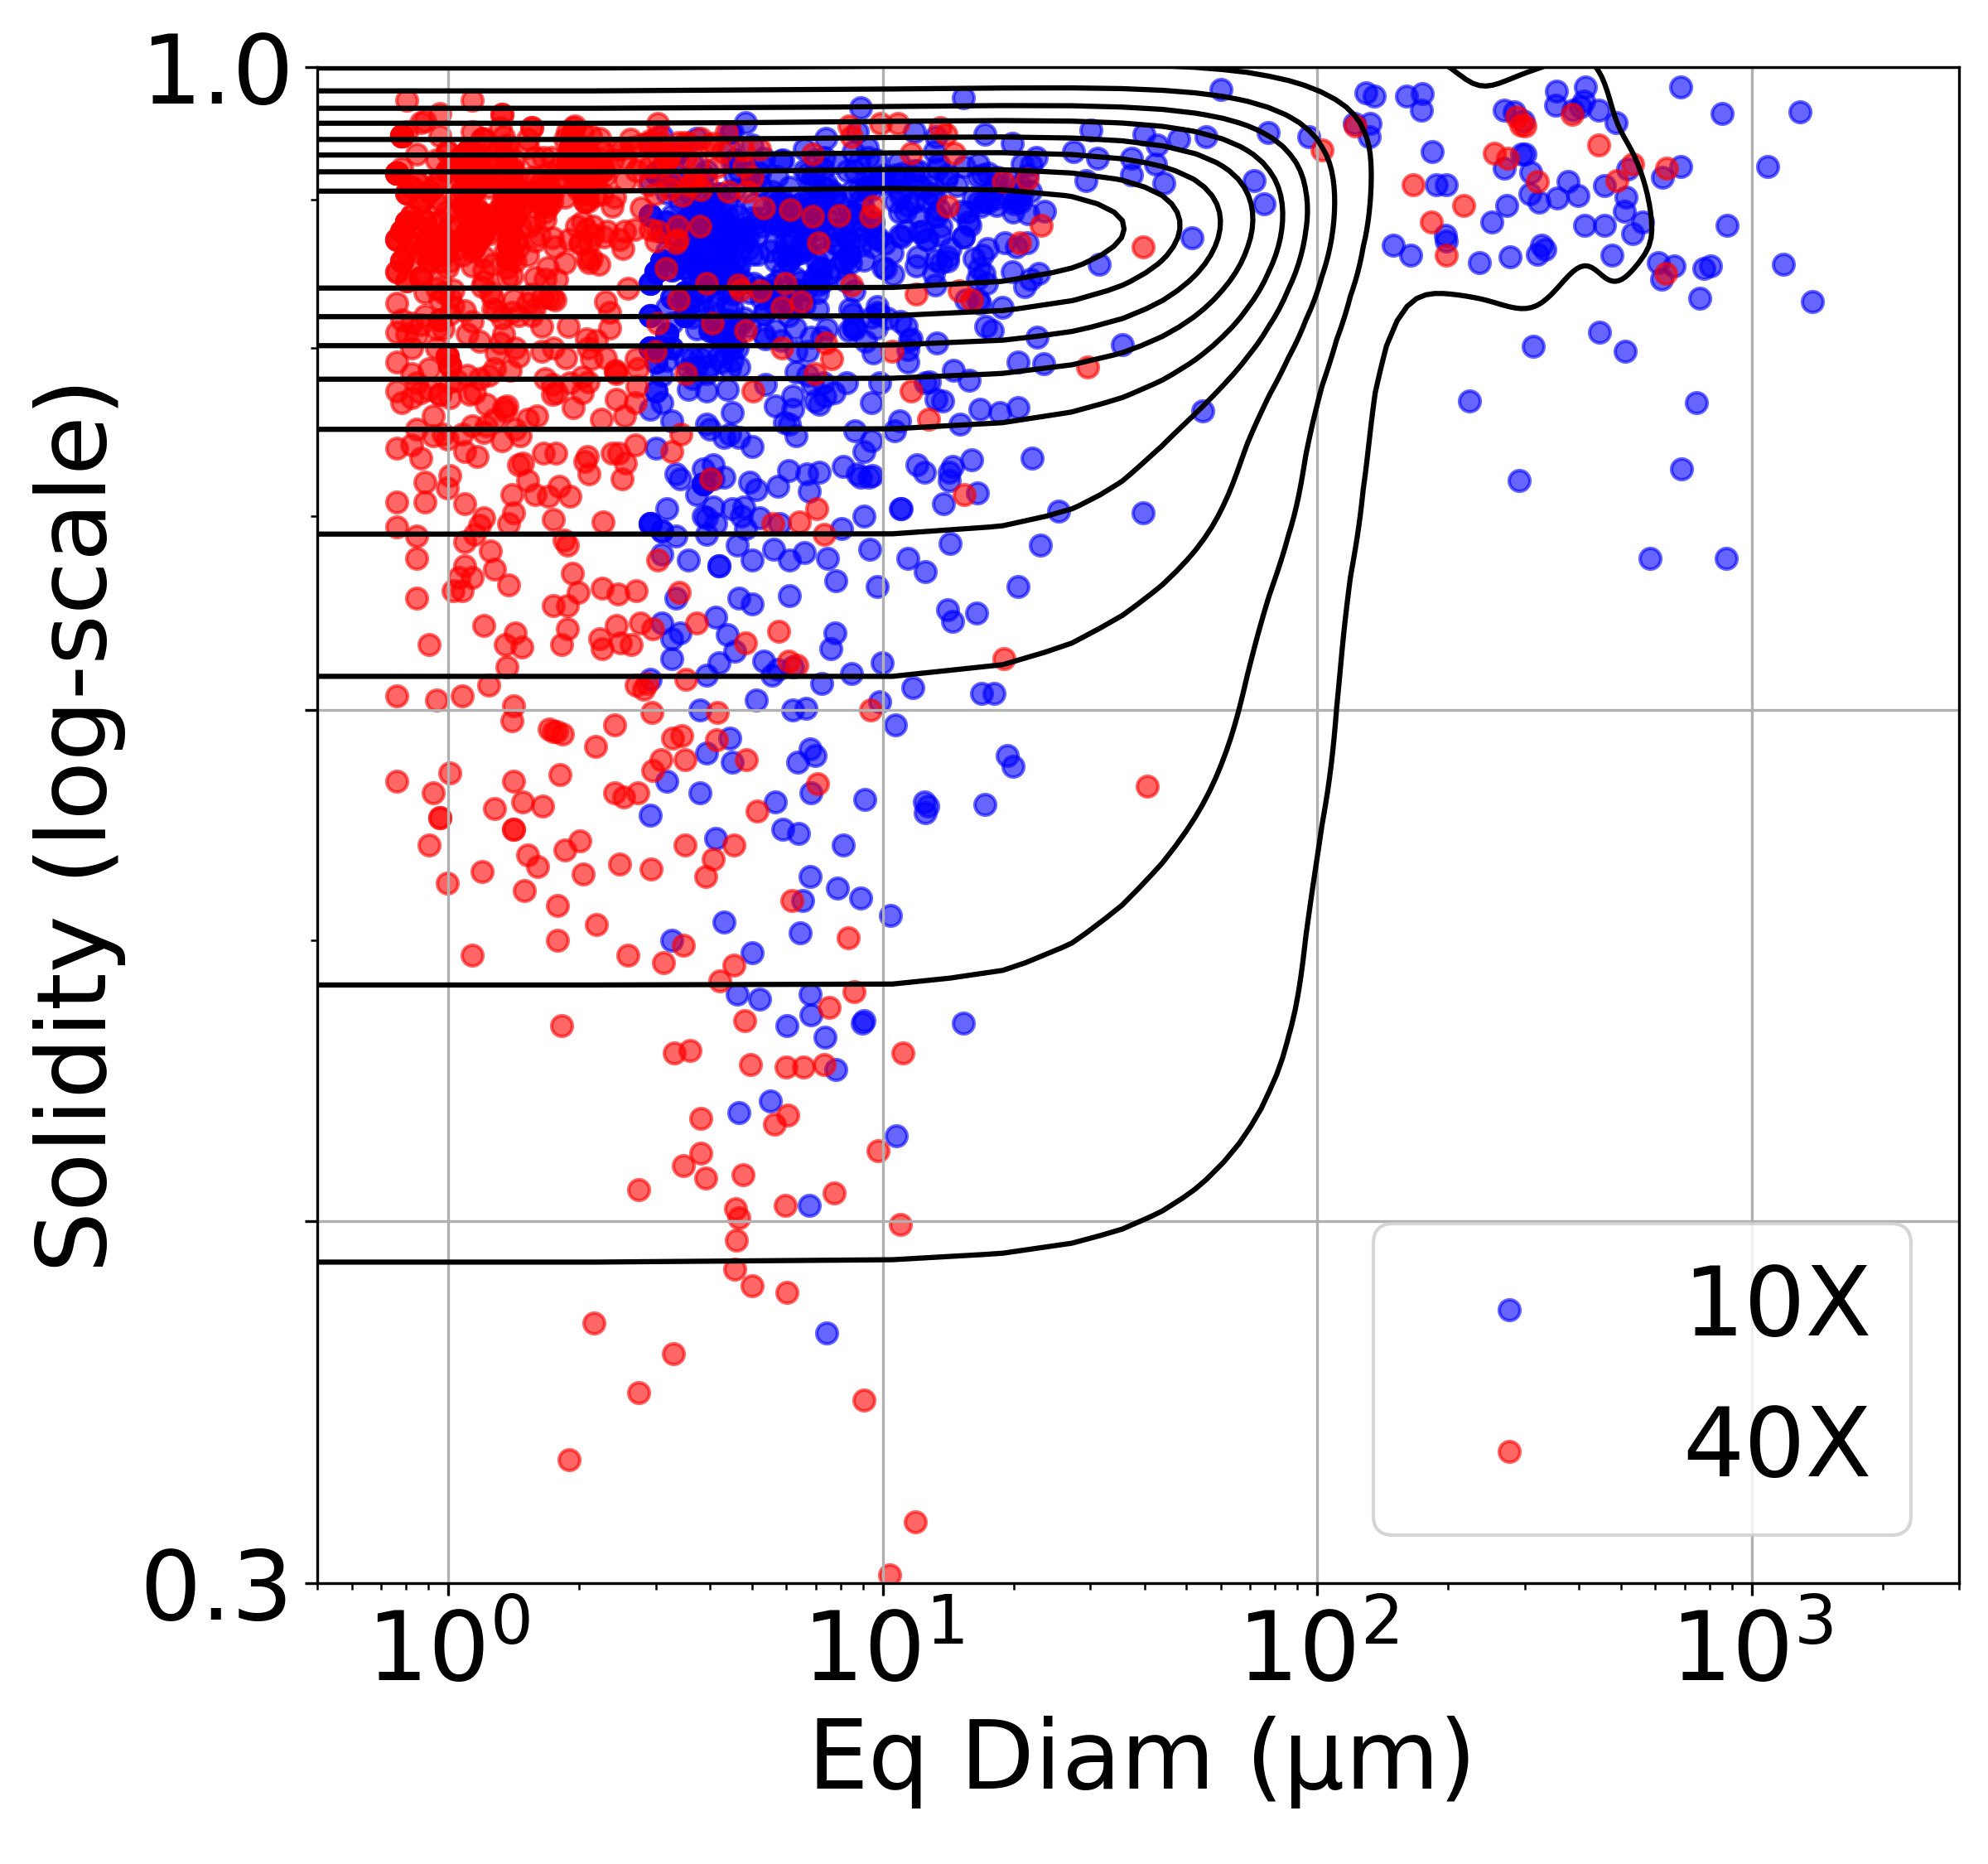 1.0
Solidity (log-scale)
0.3
10X
40X
10⁰
10¹
10²
10³
Eq Diam (μm)